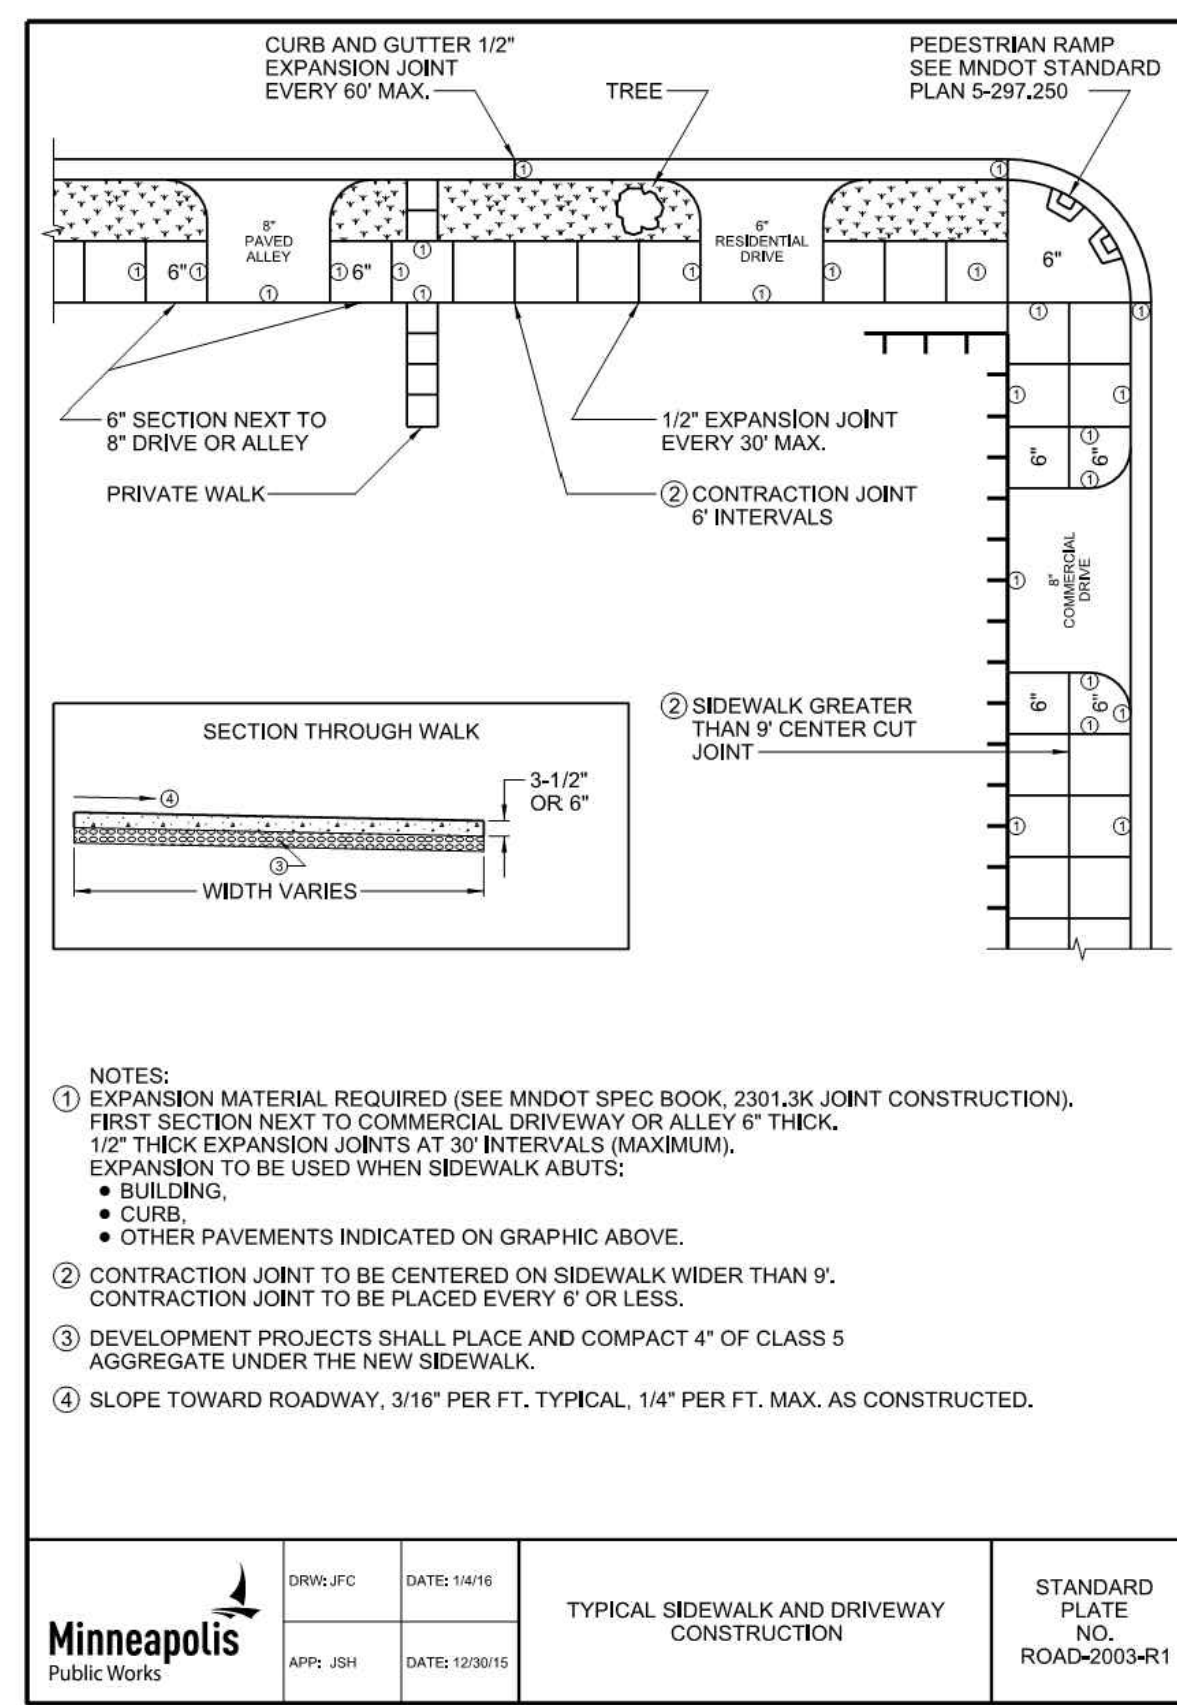 CURB AND GUTTER 1/2"
EXPANSION JOINT
EVERY 60' MAX.
TREE
PEDESTRIAN RAMP
SEE MNDOT STANDARD
PLAN 5-297.250
①
①
8"
PAVED
ALLEY
6"
RESIDENTIAL
DRIVE
①
①
6"
①
①
6"
①
①
①
①
①
①
①
①
6"
①
①
①
①
①
6"
6"
①
8"
COMMERCIAL
DRIVE
①
①
6"
6"
①
①
①
①
6" SECTION NEXT TO
8" DRIVE OR ALLEY
1/2" EXPANSION JOINT
EVERY 30' MAX.
PRIVATE WALK
② CONTRACTION JOINT
6' INTERVALS
② SIDEWALK GREATER
THAN 9' CENTER CUT
JOINT
SECTION THROUGH WALK
④
3-1/2"
OR 6"
③
WIDTH VARIES
NOTES:
① EXPANSION MATERIAL REQUIRED (SEE MNDOT SPEC BOOK, 2301.3K JOINT CONSTRUCTION).
FIRST SECTION NEXT TO COMMERCIAL DRIVEWAY OR ALLEY 6" THICK.
1/2" THICK EXPANSION JOINTS AT 30' INTERVALS (MAXIMUM).
EXPANSION TO BE USED WHEN SIDEWALK ABUTS:
• BUILDING,
• CURB,
• OTHER PAVEMENTS INDICATED ON GRAPHIC ABOVE.
② CONTRACTION JOINT TO BE CENTERED ON SIDEWALK WIDER THAN 9'.
CONTRACTION JOINT TO BE PLACED EVERY 6' OR LESS.
③ DEVELOPMENT PROJECTS SHALL PLACE AND COMPACT 4" OF CLASS 5
AGGREGATE UNDER THE NEW SIDEWALK.
④ SLOPE TOWARD ROADWAY, 3/16" PER FT. TYPICAL, 1/4" PER FT. MAX. AS CONSTRUCTED.
Minneapolis
Public Works
DRW: JFC
DATE: 1/4/16
APP: JSH
DATE: 12/30/15
TYPICAL SIDEWALK AND DRIVEWAY
CONSTRUCTION
STANDARD
PLATE
NO.
ROAD-2003-R1